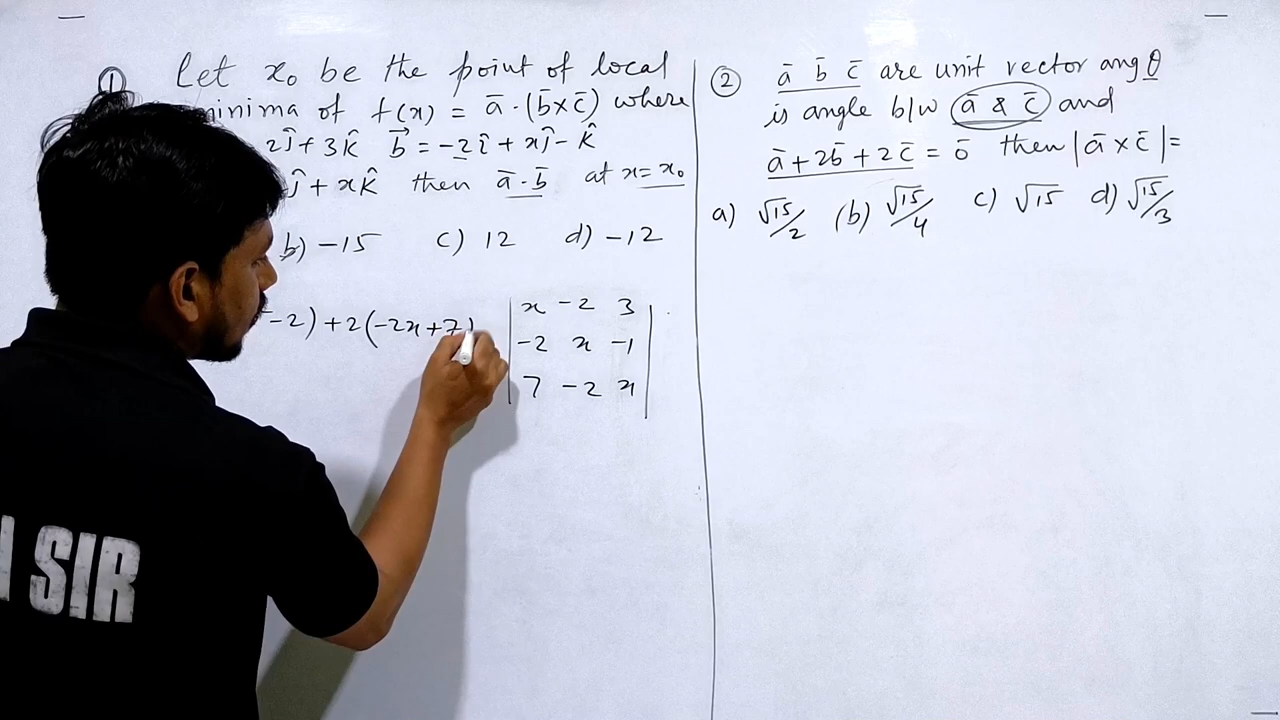 ① Let x₀ be the point of local
minima of f(x) = ā · (b̄ × c̄) where
2ĵ + 3k̂ b⃗ = -2î + xĵ - k̂
ĵ + xk̂ then ā · b̄ at x = x₀
b) -15 c) 12 d) -12
-2) + 2(-2x + 7)
x -2 3
-2 x -1
7 -2 x
② ā b̄ c̄ are unit vector ang θ
is angle b/w ā & c̄ and
ā + 2b̄ + 2c̄ = ō then |ā × c̄| =
a) √15/2 (b) √15/4 c) √15 d) √15/3
SIR